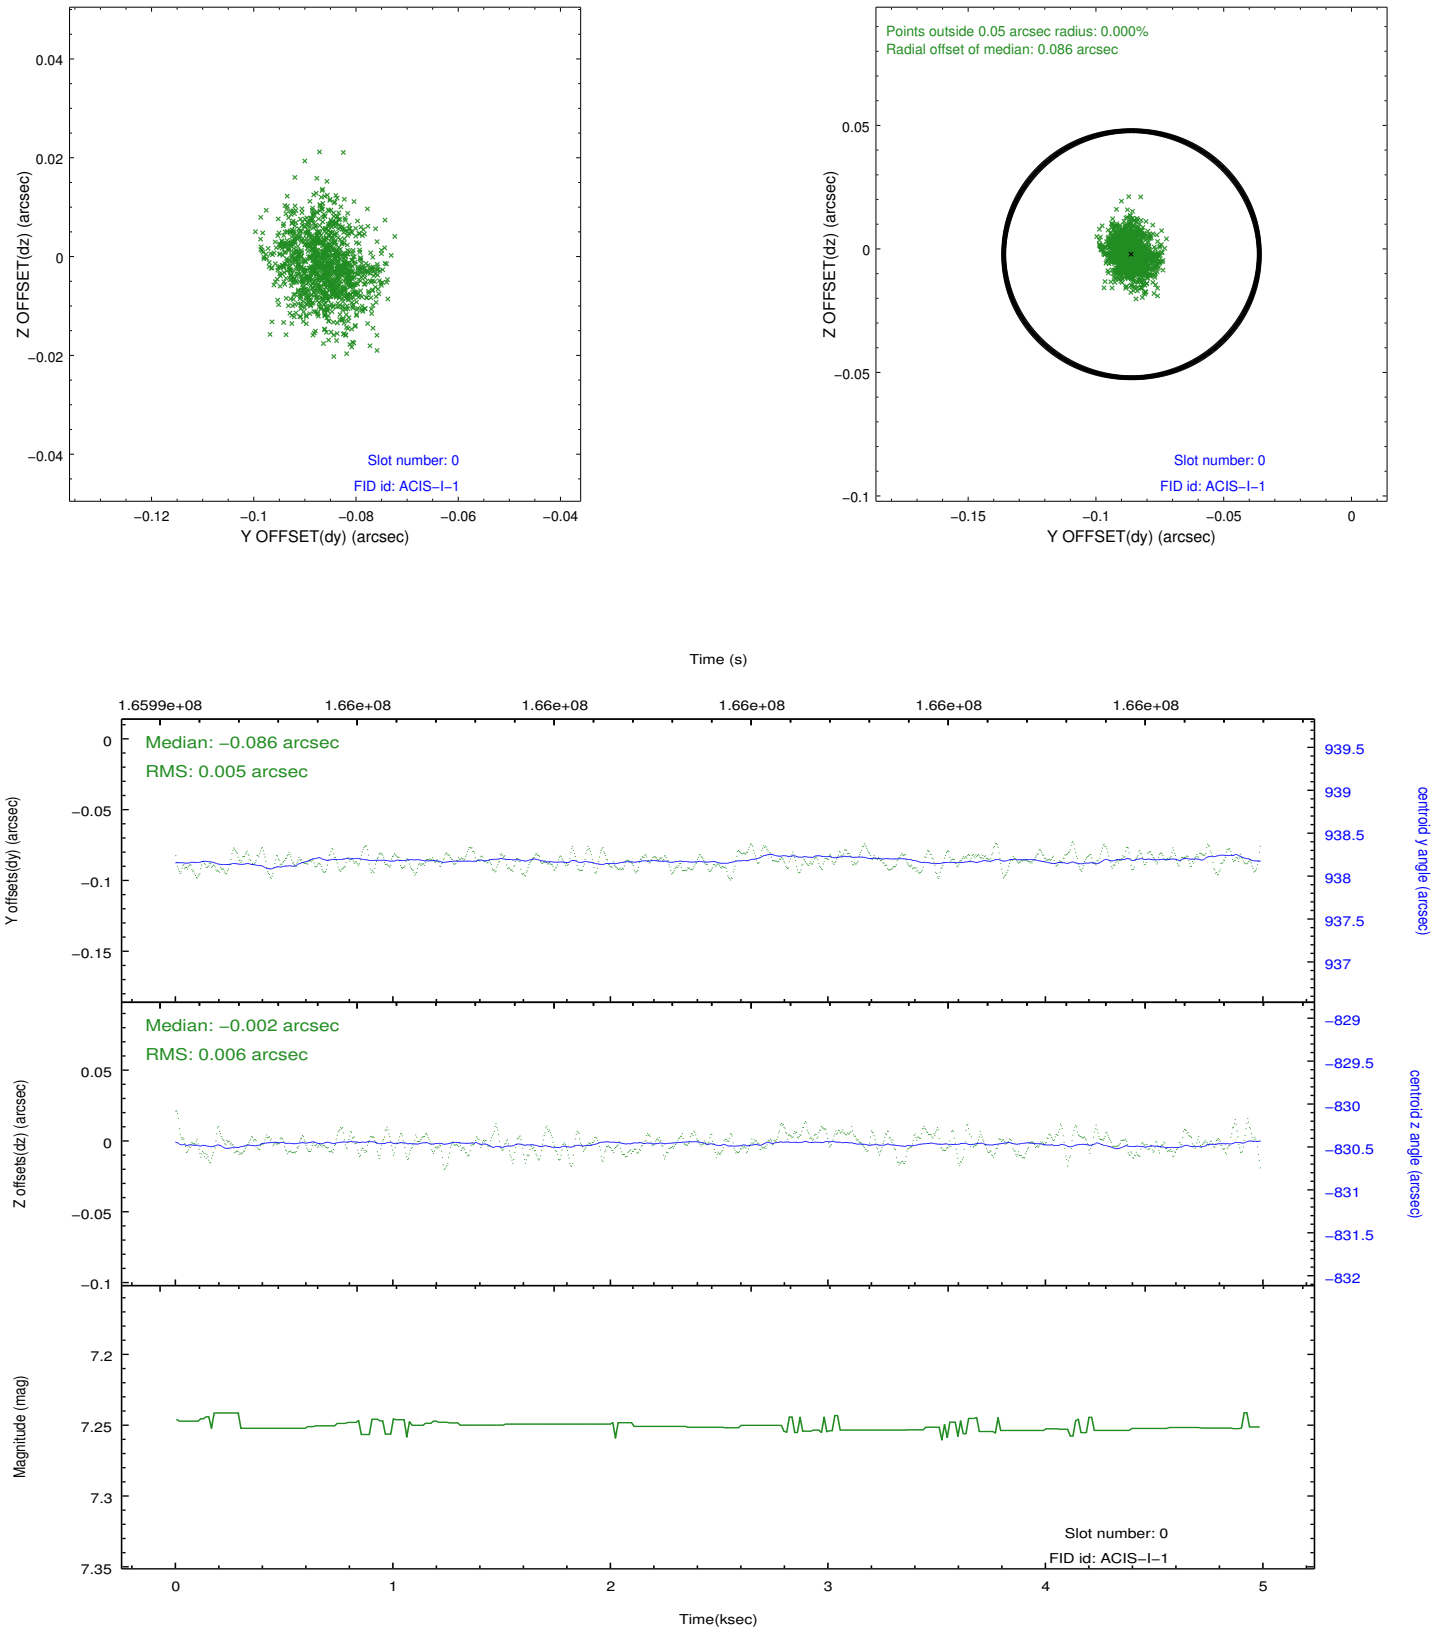 0.04
0.02
0
−0.02
−0.04
Z OFFSET(dz) (arcsec)
Slot number: 0
FID id: ACIS−I−1
−0.12
−0.1
−0.08
−0.06
−0.04
Y OFFSET(dy) (arcsec)
Points outside 0.05 arcsec radius: 0.000%
Radial offset of median: 0.086 arcsec
0.05
0
−0.05
−0.1
Z OFFSET(dz) (arcsec)
Slot number: 0
FID id: ACIS−I−1
−0.15
−0.1
−0.05
0
Y OFFSET(dy) (arcsec)
Time (s)
1.6599e+08
1.66e+08
1.66e+08
1.66e+08
1.66e+08
1.66e+08
Median: −0.086 arcsec
RMS: 0.005 arcsec
0
−0.05
−0.1
−0.15
Y offsets(dy) (arcsec)
939.5
939
938.5
938
937.5
937
centroid y angle (arcsec)
Median: −0.002 arcsec
RMS: 0.006 arcsec
0.05
0
−0.05
−0.1
Z offsets(dz) (arcsec)
−829
−829.5
−830
−830.5
−831
−831.5
−832
centroid z angle (arcsec)
7.2
7.25
7.3
7.35
Magnitude (mag)
Slot number: 0
FID id: ACIS−I−1
0
1
2
3
4
5
Time(ksec)